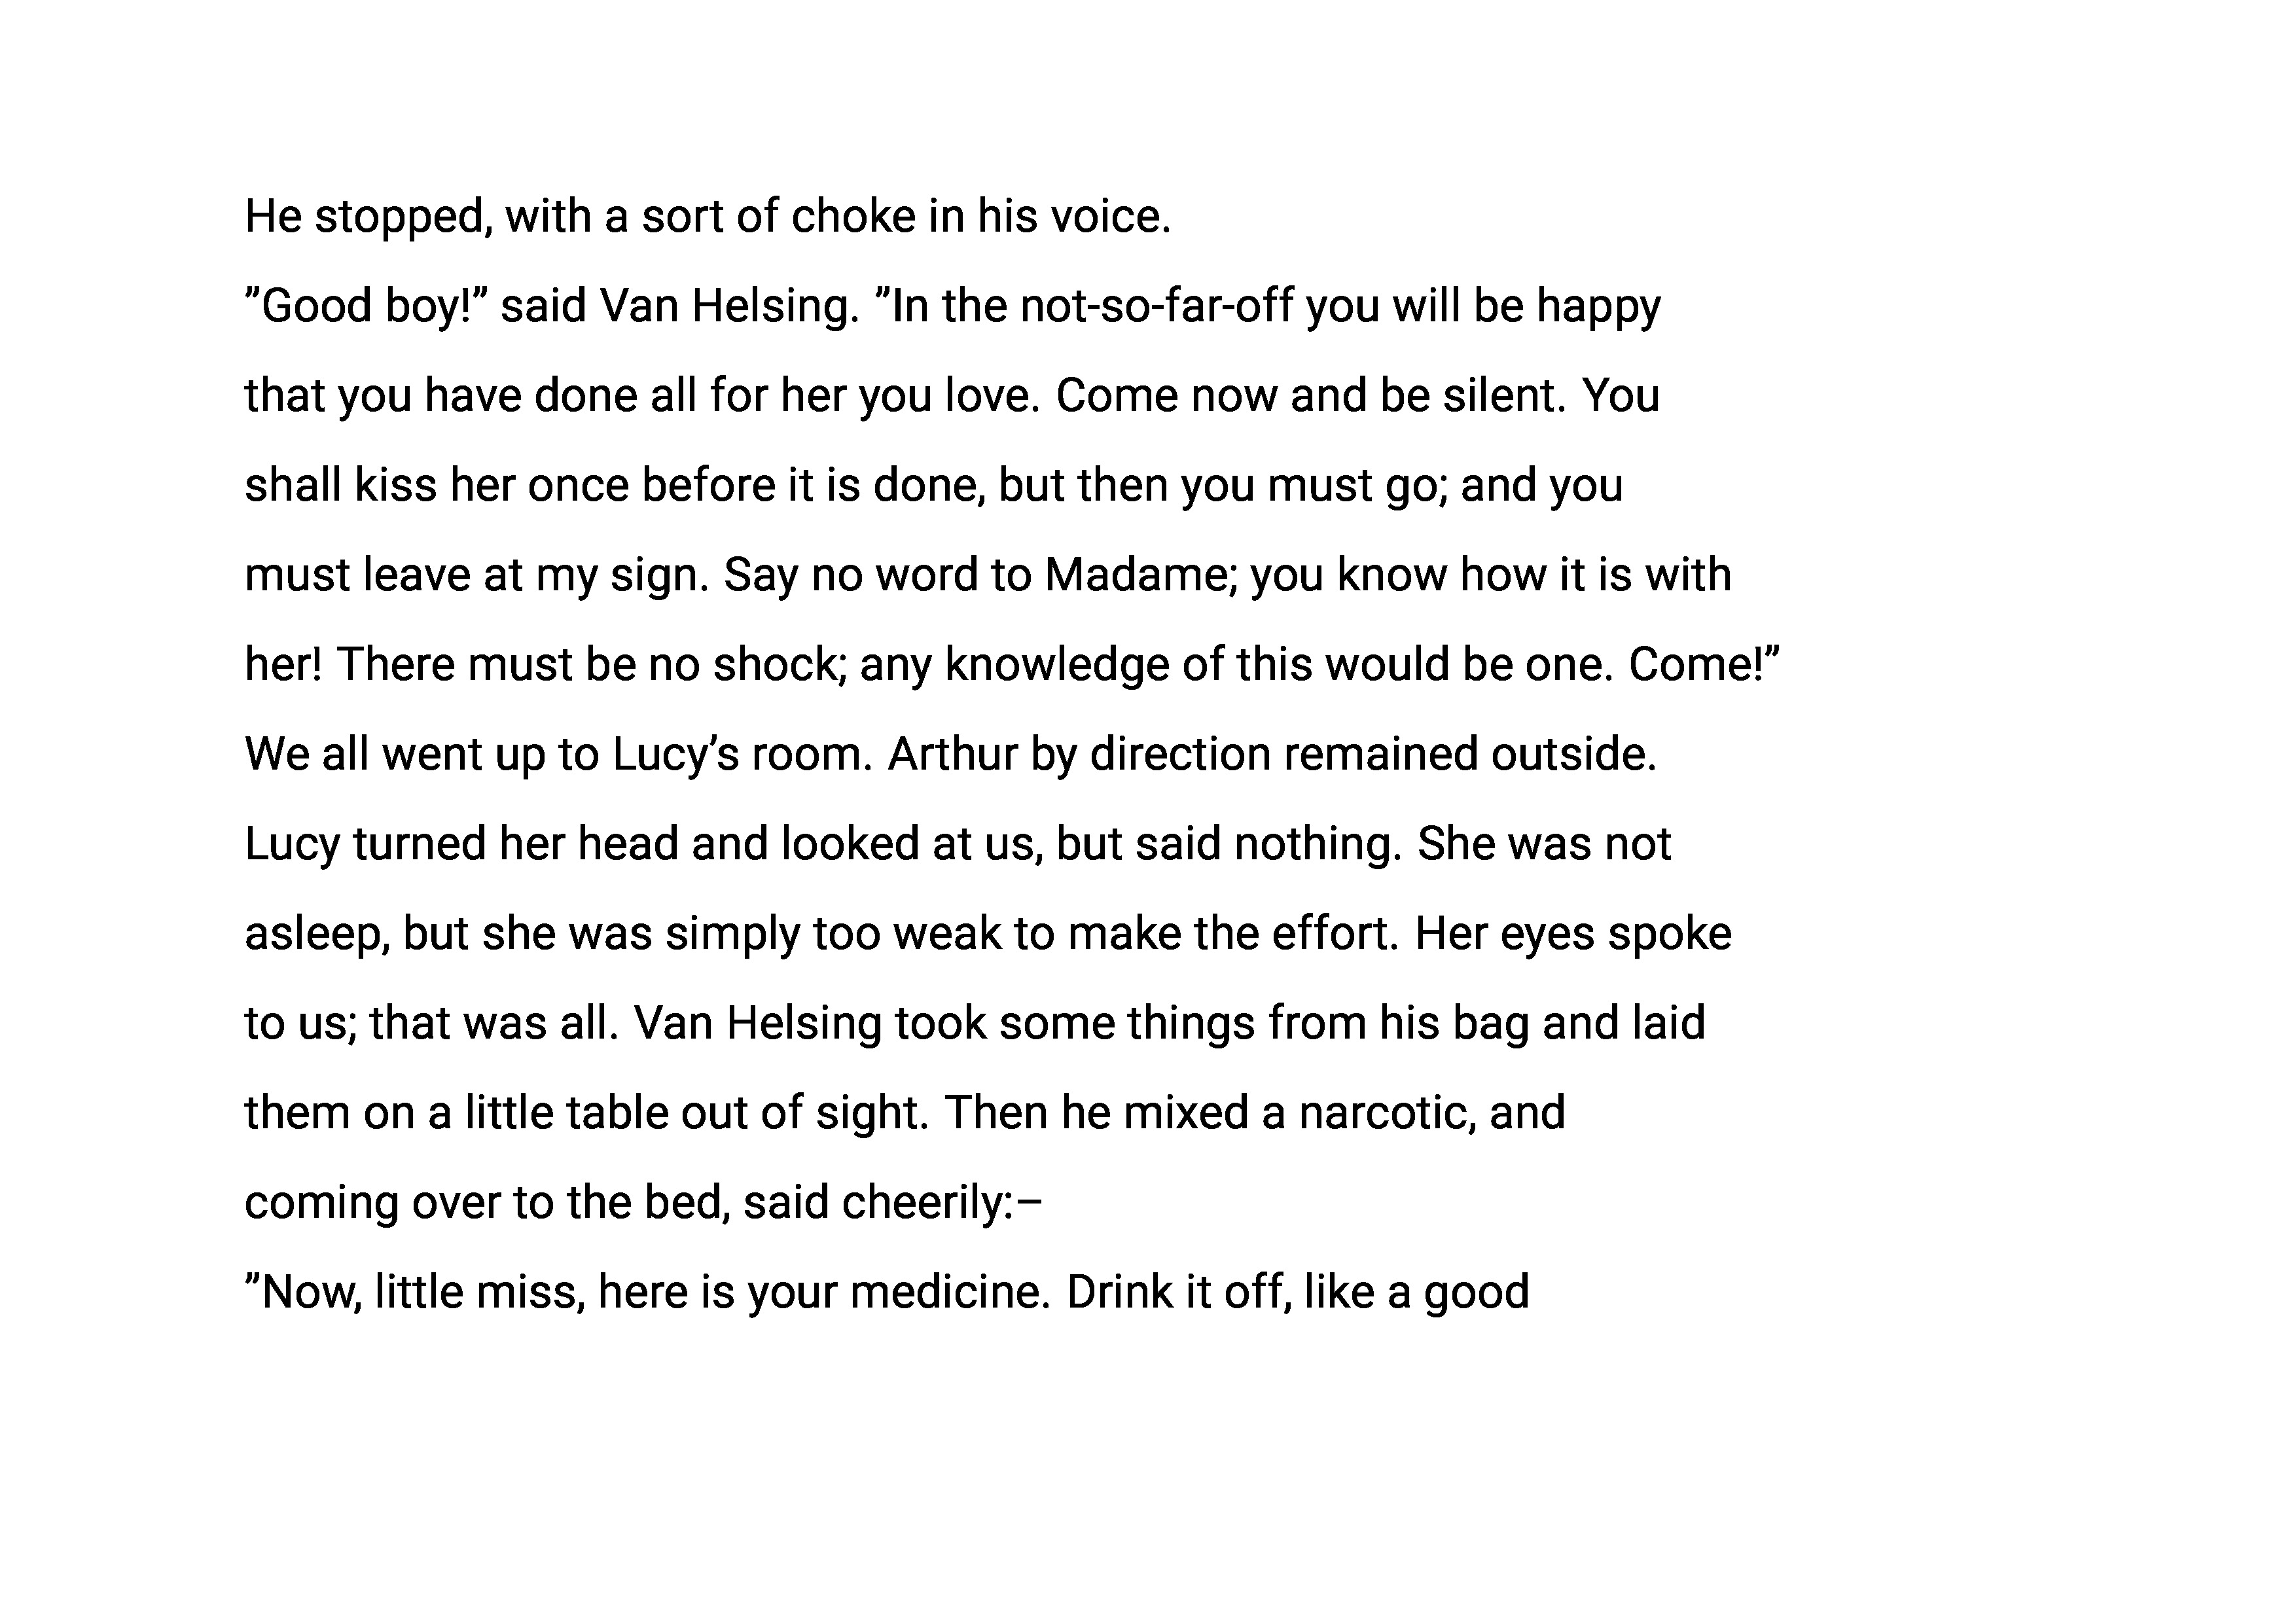 He stopped, with a sort of choke in his voice.
”Good boy!” said Van Helsing. ”In the not-so-far-off you will be happy
that you have done all for her you love. Come now and be silent. You
shall kiss her once before it is done, but then you must go; and you
must leave at my sign. Say no word to Madame; you know how it is with
her! There must be no shock; any knowledge of this would be one. Come!”
We all went up to Lucy’s room. Arthur by direction remained outside.
Lucy turned her head and looked at us, but said nothing. She was not
asleep, but she was simply too weak to make the effort. Her eyes spoke
to us; that was all. Van Helsing took some things from his bag and laid
them on a little table out of sight. Then he mixed a narcotic, and
coming over to the bed, said cheerily:–
”Now, little miss, here is your medicine. Drink it off, like a good